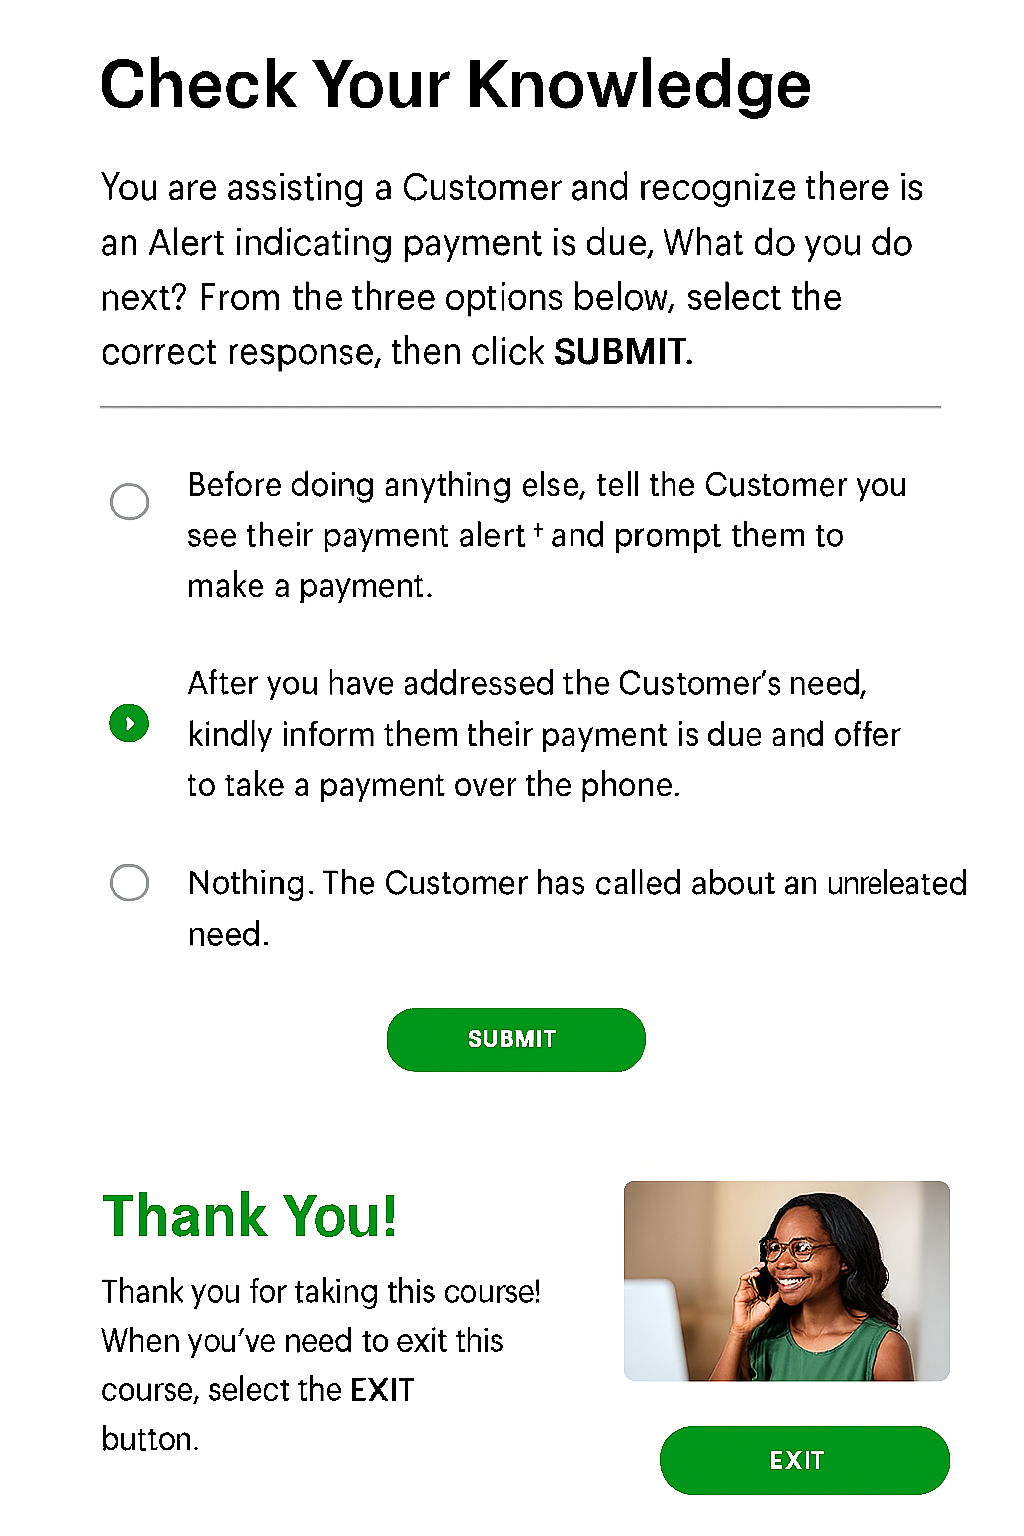 Check Your Knowledge
You are assisting a Customer and recognize there is
an Alert indicating payment is due, What do you do
next? From the three options below, select the
correct response, then click SUBMIT.
Before doing anything else, tell the Customer you
see their payment alert † and prompt them to
make a payment.
After you have addressed the Customer's need,
kindly inform them their payment is due and offer
to take a payment over the phone.
Nothing. The Customer has called about an unreleated
need.
SUBMIT
Thank You!
Thank you for taking this course!
When you've need to exit this
course, select the EXIT
button.
EXIT